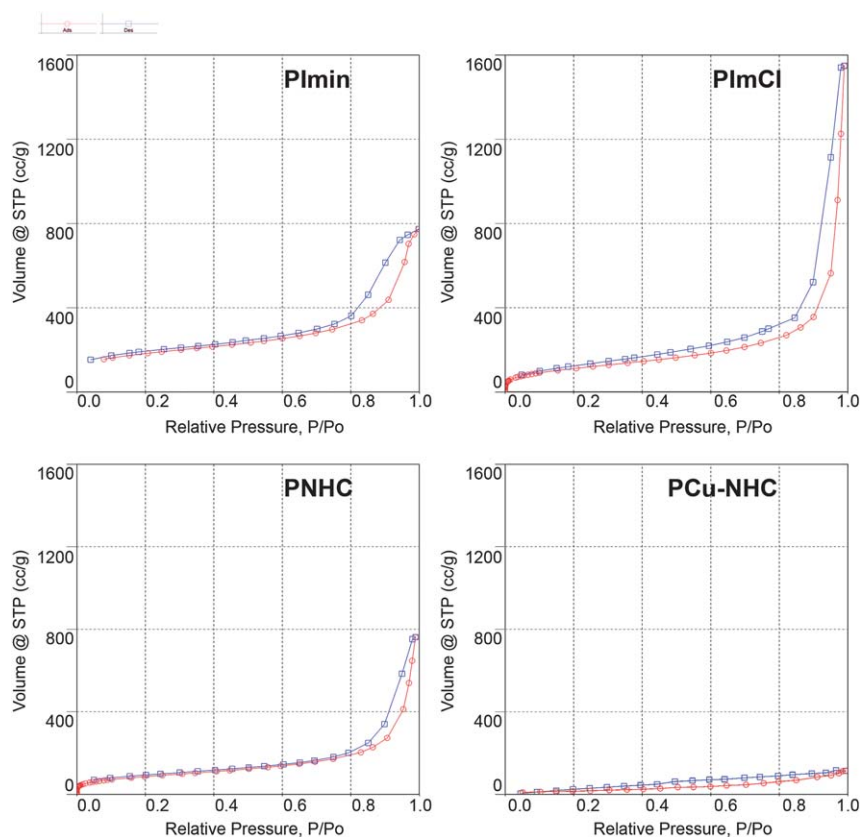 Ads Des
PImin
1600
1200
800
400
0
Volume @ STP (cc/g)
0.0 0.2 0.4 0.6 0.8 1.0
Relative Pressure, P/Po
PImCl
1600
1200
800
400
0
Volume @ STP (cc/g)
0.0 0.2 0.4 0.6 0.8 1.0
Relative Pressure, P/Po
PNHC
1600
1200
800
400
0
Volume @ STP (cc/g)
0.0 0.2 0.4 0.6 0.8 1.0
Relative Pressure, P/Po
PCu-NHC
1600
1200
800
400
0
Volume @ STP (cc/g)
0.0 0.2 0.4 0.6 0.8 1.0
Relative Pressure, P/Po